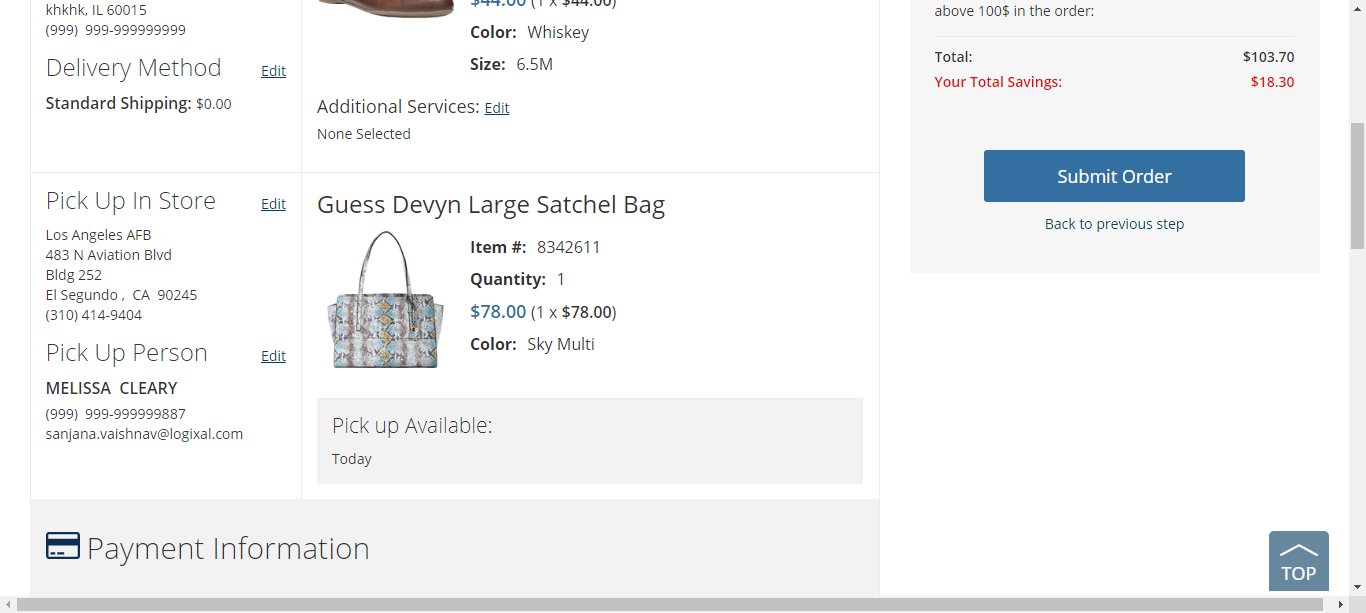 khkhk, IL 60015
(999) 999-999999999
Delivery Method Edit
Standard Shipping: $0.00
$44.00 (1 x $44.00)
Color: Whiskey
Size: 6.5M
Additional Services: Edit
None Selected
Pick Up In Store Edit
Los Angeles AFB
483 N Aviation Blvd
Bldg 252
El Segundo , CA 90245
(310) 414-9404
Pick Up Person Edit
MELISSA CLEARY
(999) 999-999999887
sanjana.vaishnav@logixal.com
Guess Devyn Large Satchel Bag
Item #: 8342611
Quantity: 1
$78.00 (1 x $78.00)
Color: Sky Multi
Pick up Available:
Today
Payment Information
above 100$ in the order:
Total: $103.70
Your Total Savings: $18.30
Submit Order
Back to previous step
TOP